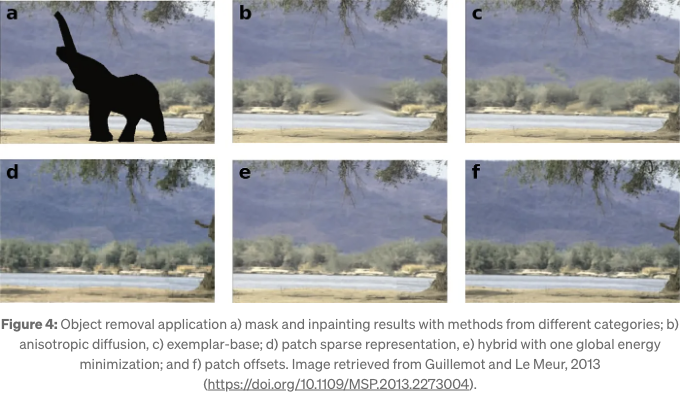 a
b
c
d
e
f
Figure 4: Object removal application a) mask and inpainting results with methods from different categories; b)
anisotropic diffusion, c) exemplar-base; d) patch sparse representation, e) hybrid with one global energy
minimization; and f) patch offsets. Image retrieved from Guillemot and Le Meur, 2013
(https://doi.org/10.1109/MSP.2013.2273004).